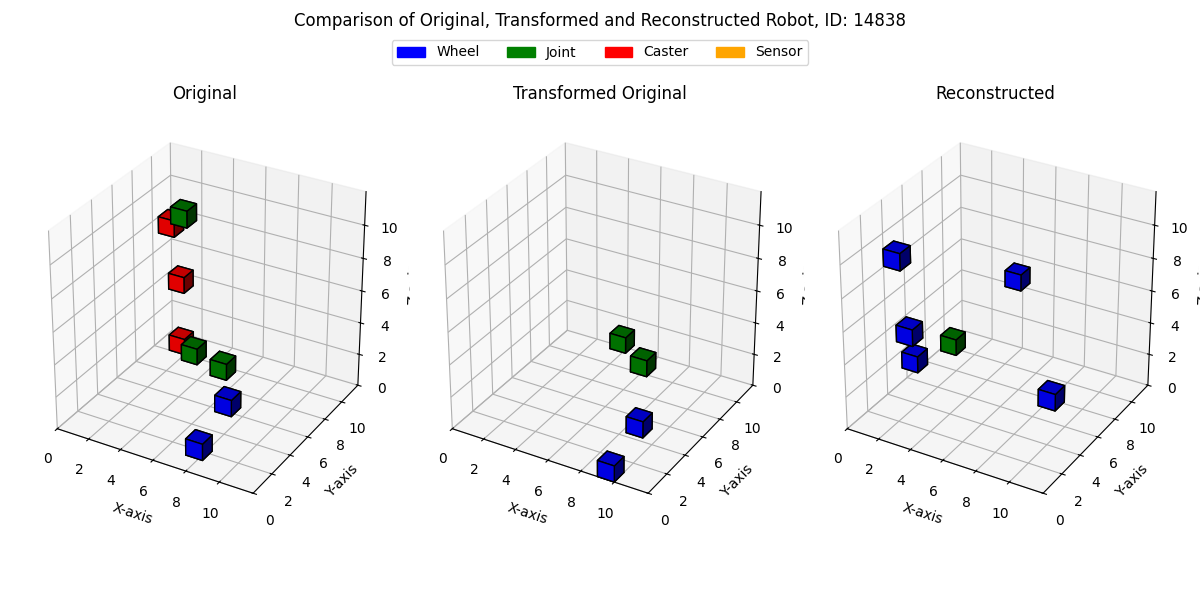 Comparison of Original, Transformed and Reconstructed Robot, ID: 14838
Wheel Joint Caster Sensor
Original Transformed Original Reconstructed
10 10 10
8 8 8
6 6 6
4 4 4
2 2 2
0 0 0
0 2 4 6 8 10 0 2 4 6 8 10 0 2 4 6 8 10
0 2 4 6 8 10 0 2 4 6 8 10 0 2 4 6 8 10
X-axis Y-axis X-axis Y-axis X-axis Y-axis